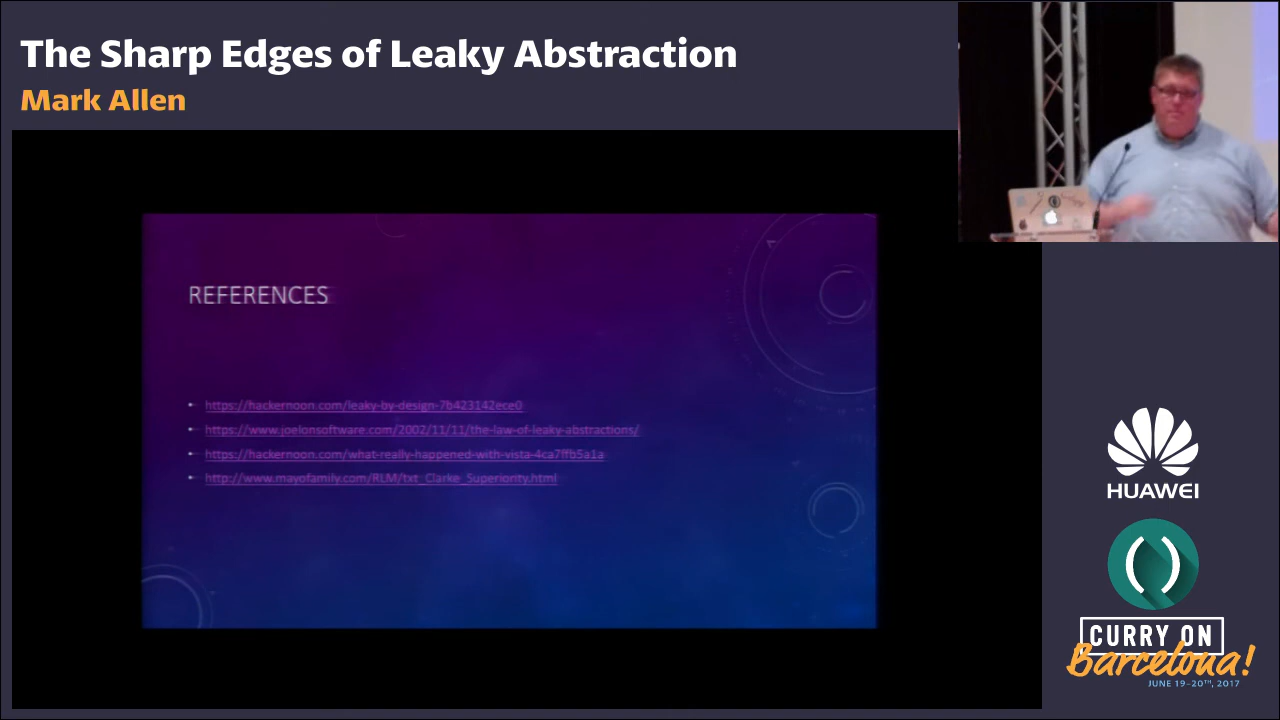 The Sharp Edges of Leaky Abstraction
Mark Allen
REFERENCES
• https://hackernoon.com/leaky-by-design-7b423142ece0
• https://www.joelonsoftware.com/2002/11/11/the-law-of-leaky-abstractions/
• https://hackernoon.com/what-really-happened-with-vista-4ca7ffb5a1a
• http://www.mayofamily.com/RLM/txt_Clarke_Superiority.html
HUAWEI
CURRY ON
Barcelona!
JUNE 19-20TH, 2017